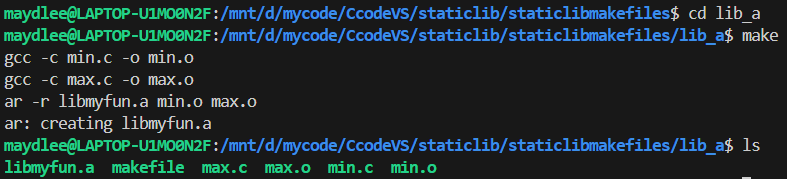 maydlee@LAPTOP-U1MO0N2F:/mnt/d/mycode/CcodeVS/staticlib/staticlibmakefiles$ cd lib_a
maydlee@LAPTOP-U1MO0N2F:/mnt/d/mycode/CcodeVS/staticlib/staticlibmakefiles/lib_a$ make
gcc -c min.c -o min.o
gcc -c max.c -o max.o
ar -r libmyfun.a min.o max.o
ar: creating libmyfun.a
maydlee@LAPTOP-U1MO0N2F:/mnt/d/mycode/CcodeVS/staticlib/staticlibmakefiles/lib_a$ ls
libmyfun.a  makefile  max.c  max.o  min.c  min.o